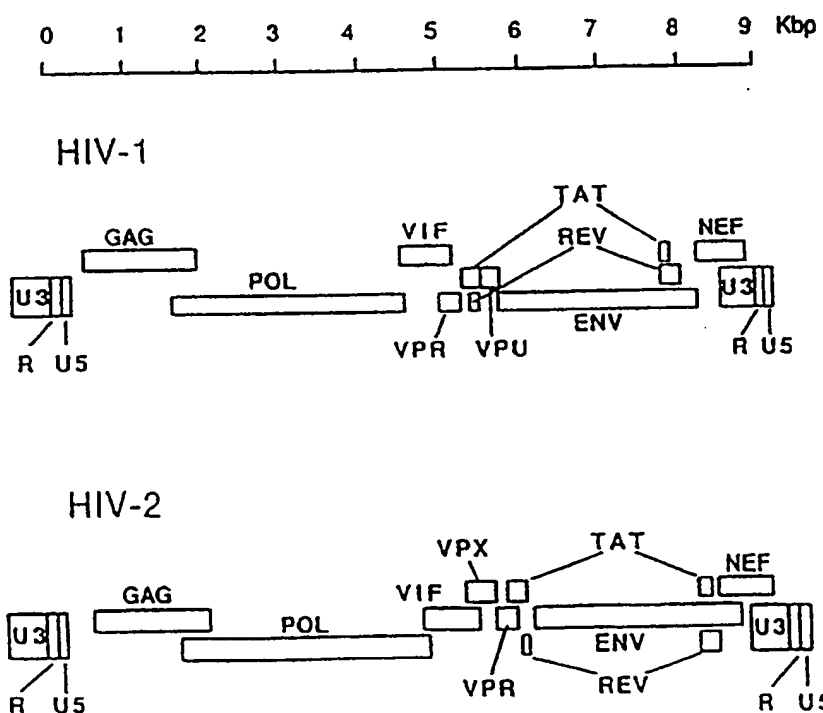 0 1 2 3 4 5 6 7 8 9 Kbp
HIV-1
TAT
GAG VIF REV NEF
U3 POL U3
ENV
R U5 VPR VPU R U5
HIV-2
VPX TAT NEF
GAG VIF
U3 POL ENV U3
VPR REV
R U5 R U5